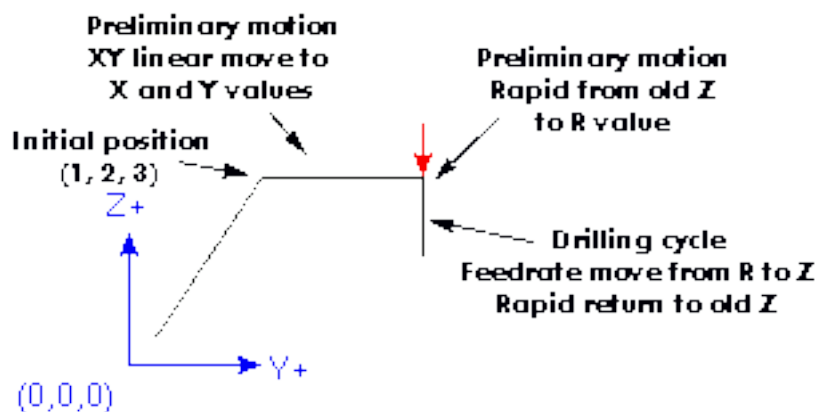 Preliminary motion
XY linear move to
X and Y values
Preliminary motion
Rapid from old Z
to R value
Initial position
(1, 2, 3)
Z+
Drilling cycle
Feedrate move from R to Z
Rapid return to old Z
Y+
(0,0,0)